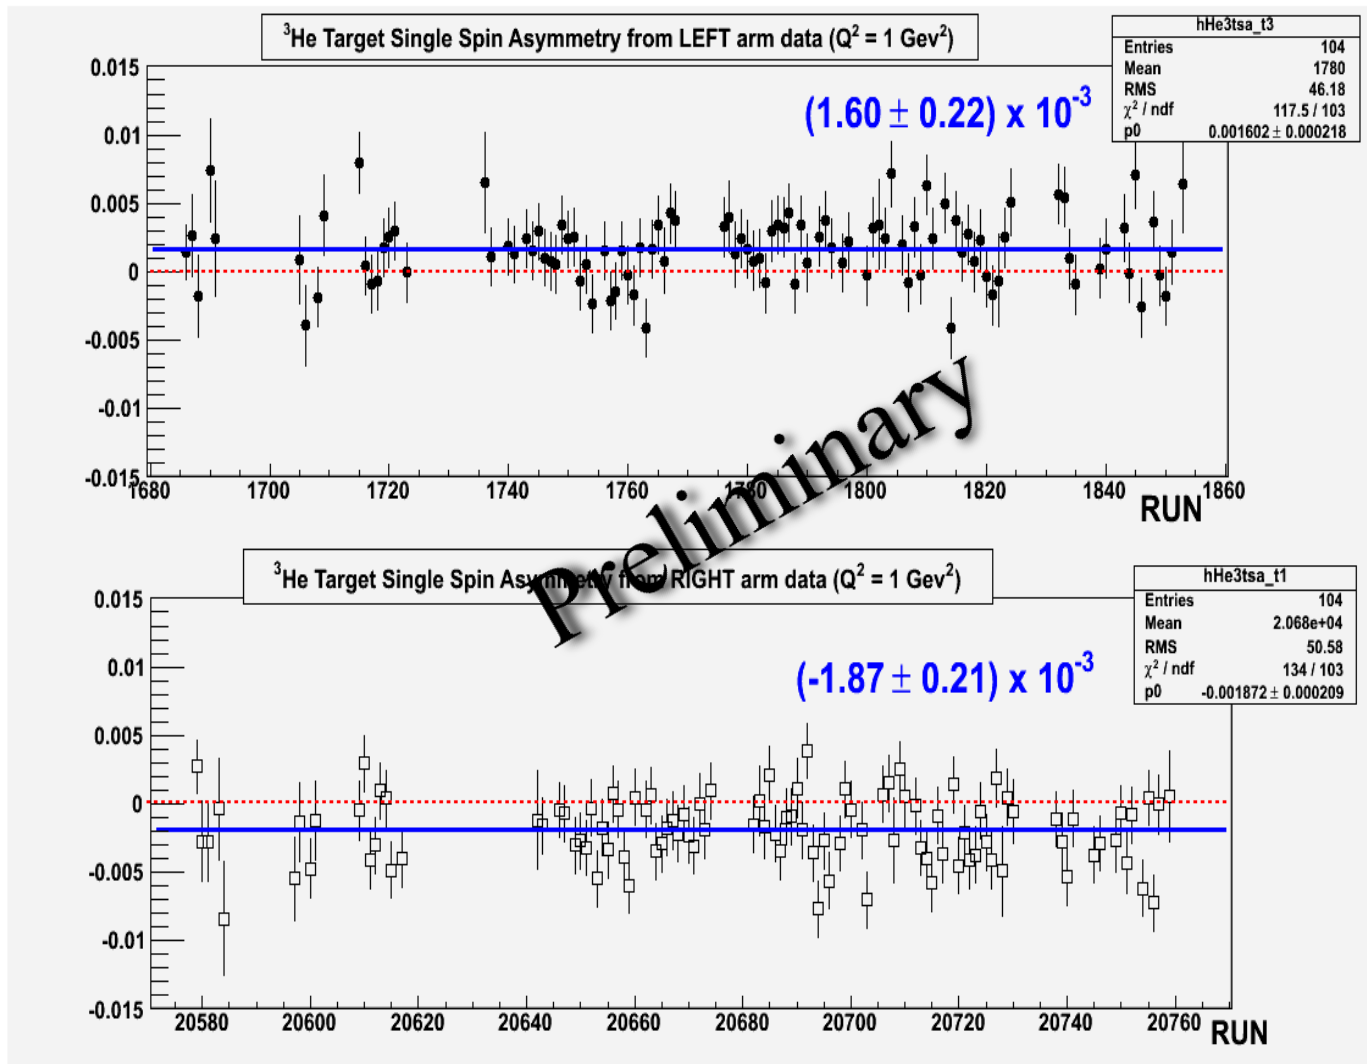 ³He Target Single Spin Asymmetry from LEFT arm data (Q² = 1 Gev²)
hHe3tsa_t3
Entries 104
Mean 1780
RMS 46.18
χ² / ndf 117.5 / 103
p0 0.001602 ± 0.000218
(1.60 ± 0.22) x 10⁻³
0.015
0.01
0.005
0
-0.005
-0.01
-0.015
1680 1700 1720 1740 1760 1780 1800 1820 1840 1860
RUN
Preliminary
³He Target Single Spin Asymmetry from RIGHT arm data (Q² = 1 Gev²)
hHe3tsa_t1
Entries 104
Mean 2.068e+04
RMS 50.58
χ² / ndf 134 / 103
p0 -0.001872 ± 0.000209
(-1.87 ± 0.21) x 10⁻³
0.015
0.01
0.005
0
-0.005
-0.01
-0.015
20580 20600 20620 20640 20660 20680 20700 20720 20740 20760
RUN